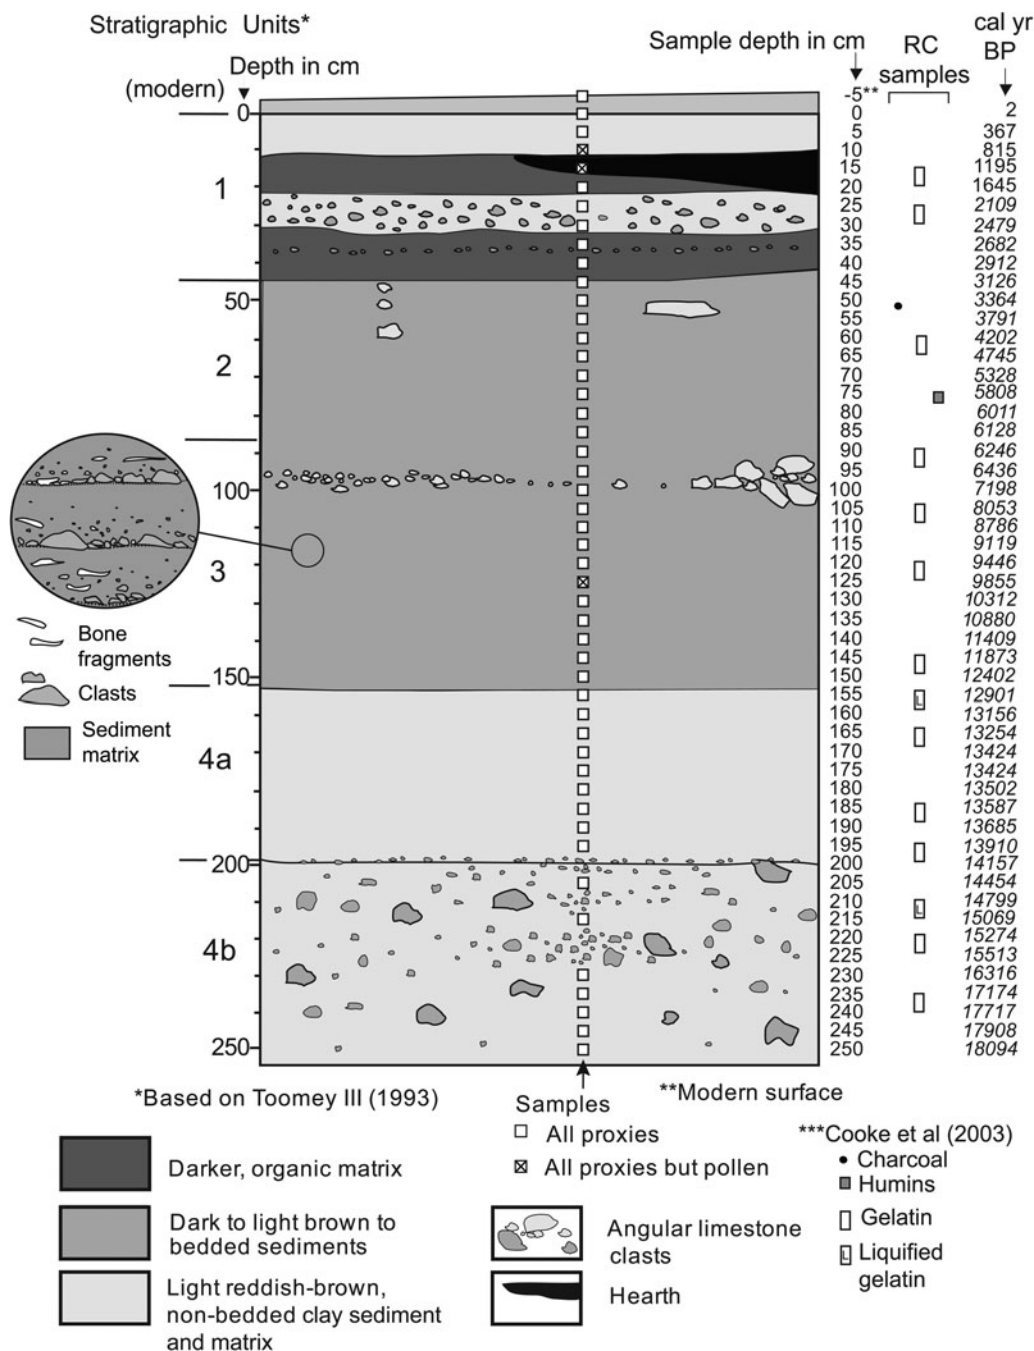 Stratigraphic Units*
Depth in cm
(modern)
Sample depth in cm
RC
samples
cal yr
BP
0
50
100
150
200
250
1
2
3
4a
4b
-5** 2
0
5 367
10 815
15 1195
20 1645
25 2109
30 2479
35 2682
40 2912
45 3126
50 3364
55 3791
60 4202
65 4745
70 5328
75 5808
80 6011
85 6128
90 6246
95 6436
100 7198
105 8053
110 8786
115 9119
120 9446
125 9855
130 10312
135 10880
140 11409
145 11873
150 12402
155 12901
160 13156
165 13254
170 13424
175 13424
180 13502
185 13587
190 13685
195 13910
200 14157
205 14454
210 14799
215 15069
220 15274
225 15513
230 16316
235 17174
240 17717
245 17908
250 18094
L
L
Bone
fragments
Clasts
Sediment
matrix
*Based on Toomey III (1993)
**Modern surface
Samples
All proxies
All proxies but pollen
***Cooke et al (2003)
Charcoal
Humins
Gelatin
L Liquified
gelatin
Darker, organic matrix
Dark to light brown to
bedded sediments
Light reddish-brown,
non-bedded clay sediment
and matrix
Angular limestone
clasts
Hearth